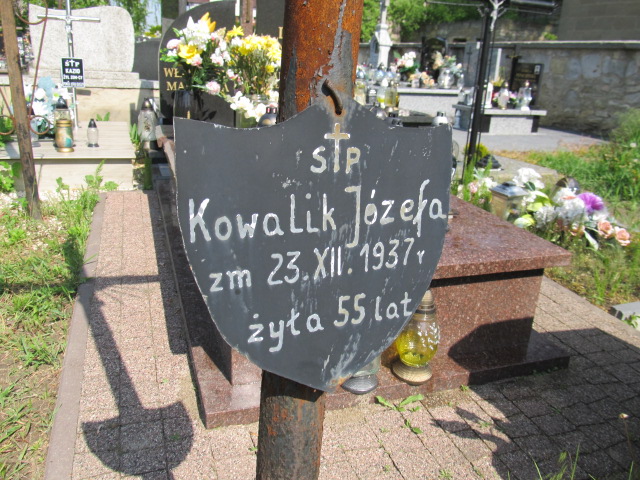 Ś✝P
Kowalik Józefa
zm 23.XII.1937r
żyła 55 lat